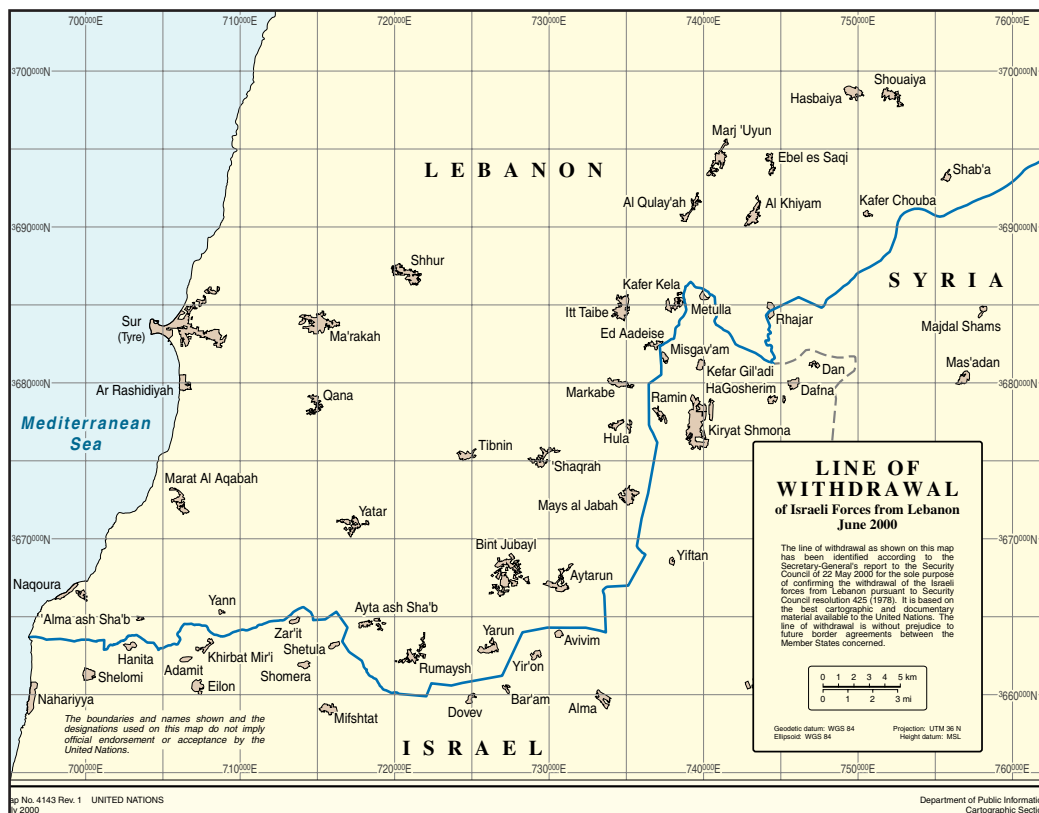 700000E
710000E
720000E
730000E
740000E
750000E
760000E
3700000N
3700000N
Shouaiya
Hasbaiya
Marj 'Uyun
LEBANON
Ebel es Saqi
Shab'a
Al Qulay'ah
Al Khiyam
Kafer Chouba
3690000N
3690000N
Shhur
SYRIA
Kafer Kela
Itt Taibe
Metulla
Rhajar
Majdal Shams
Sur
(Tyre)
Ma'rakah
Ed Aadeise
Misgav'am
Kefar Gil'adi
Dan
Mas'adan
Ar Rashidiyah
3680000N
HaGosherim
Dafna
Markabe
Ramin
Qana
Mediterranean
Sea
Kiryat Shmona
Hula
Tibnin
'Shaqrah
Marat Al Aqabah
Mays al Jabah
Yatar
3670000N
3670000N
Bint Jubayl
Yiftan
Aytarun
Naqoura
Yann
Ayta ash Sha'b
'Alma ash Sha'b
Zar'it
Yarun
Avivim
Hanita
Khirbat Mir'i
Shetula
Adamit
Rumaysh
Yir'on
Shelomi
Shomera
Eilon
Nahariyya
Bar'am
Alma
3660000N
Dovev
Mifshtat
The boundaries and names shown and the
designations used on this map do not imply
official endorsement or acceptance by the
United Nations.
ISRAEL
LINE OF
WITHDRAWAL
of Israeli Forces from Lebanon
June 2000
The line of withdrawal as shown on this map
has been identified according to the
Secretary-General's report to the Security
Council of 22 May 2000 for the sole purpose
of confirming the withdrawal of the Israeli
forces from Lebanon pursuant to Security
Council resolution 425 (1978). It is based on
the best cartographic and documentary
material available to the United Nations. The
line of withdrawal is without prejudice to
future border agreements between the
Member States concerned.
0 1 2 3 4 5 km
0 1 2 3 mi
Geodetic datum: WGS 84
Ellipsoid: WGS 84
Projection: UTM 36 N
Height datum: MSL
700000E
710000E
720000E
730000E
740000E
750000E
760000E
Map No. 4143 Rev. 1 UNITED NATIONS
2000
Department of Public
Cartographic